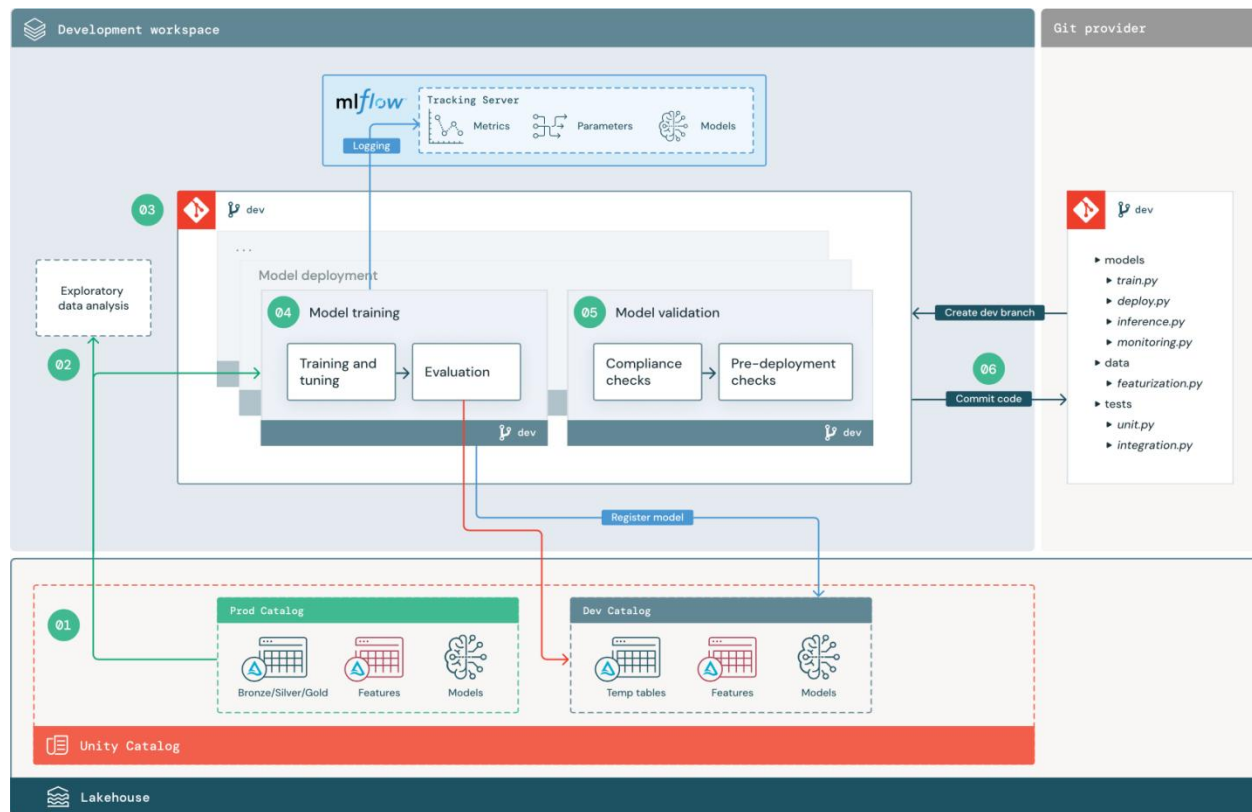 Development workspace
Git provider
mlflow
Tracking Server
Metrics
Parameters
Models
Logging
03
dev
...
Model deployment
Exploratory
data analysis
02
04
Model training
Training and
tuning
Evaluation
dev
05
Model validation
Compliance
checks
Pre-deployment
checks
dev
Create dev branch
06
Commit code
dev
models
train.py
deploy.py
inference.py
monitoring.py
data
featurization.py
tests
unit.py
integration.py
Register model
01
Prod Catalog
Bronze/Silver/Gold
Features
Models
Dev Catalog
Temp tables
Features
Models
Unity Catalog
Lakehouse